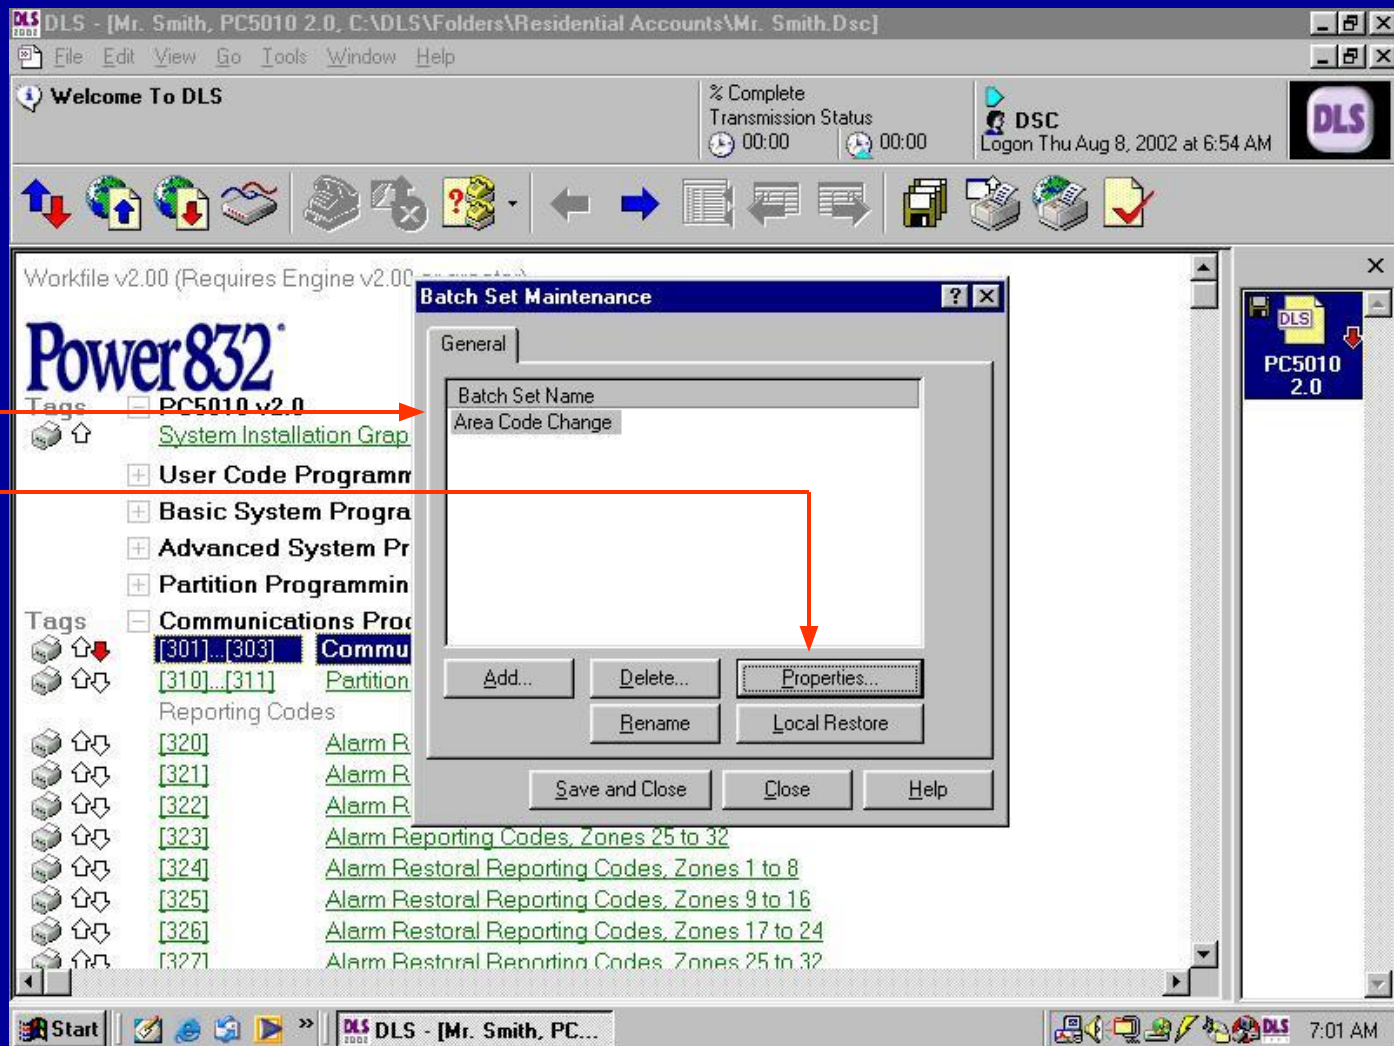 DLS - [Mr. Smith, PC5010 2.0, C:\DLS\Folders\Residential Accounts\Mr. Smith.Dsc]
File Edit View Go Tools Window Help
Welcome To DLS
% Complete
Transmission Status
00:00 00:00
DSC
Logon Thu Aug 8, 2002 at 6:54 AM
DLS
Workfile v2.00 (Requires Engine v2.00 or greater)
Power832
Tags PC5010 v2.0
System Installation Grap
User Code Programm
Basic System Progra
Advanced System Pr
Partition Programmin
Tags Communications Prog
[301]...[303] Commu
[310]...[311] Partition
Reporting Codes
[320] Alarm R
[321] Alarm R
[322] Alarm R
[323] Alarm Reporting Codes, Zones 25 to 32
[324] Alarm Restoral Reporting Codes, Zones 1 to 8
[325] Alarm Restoral Reporting Codes, Zones 9 to 16
[326] Alarm Restoral Reporting Codes, Zones 17 to 24
[327] Alarm Restoral Reporting Codes, Zones 25 to 32
Batch Set Maintenance
General
Batch Set Name
Area Code Change
Add... Delete... Properties...
Rename Local Restore
Save and Close Close Help
DLS
PC5010
2.0
Start DLS - [Mr. Smith, PC... DLS 7:01 AM